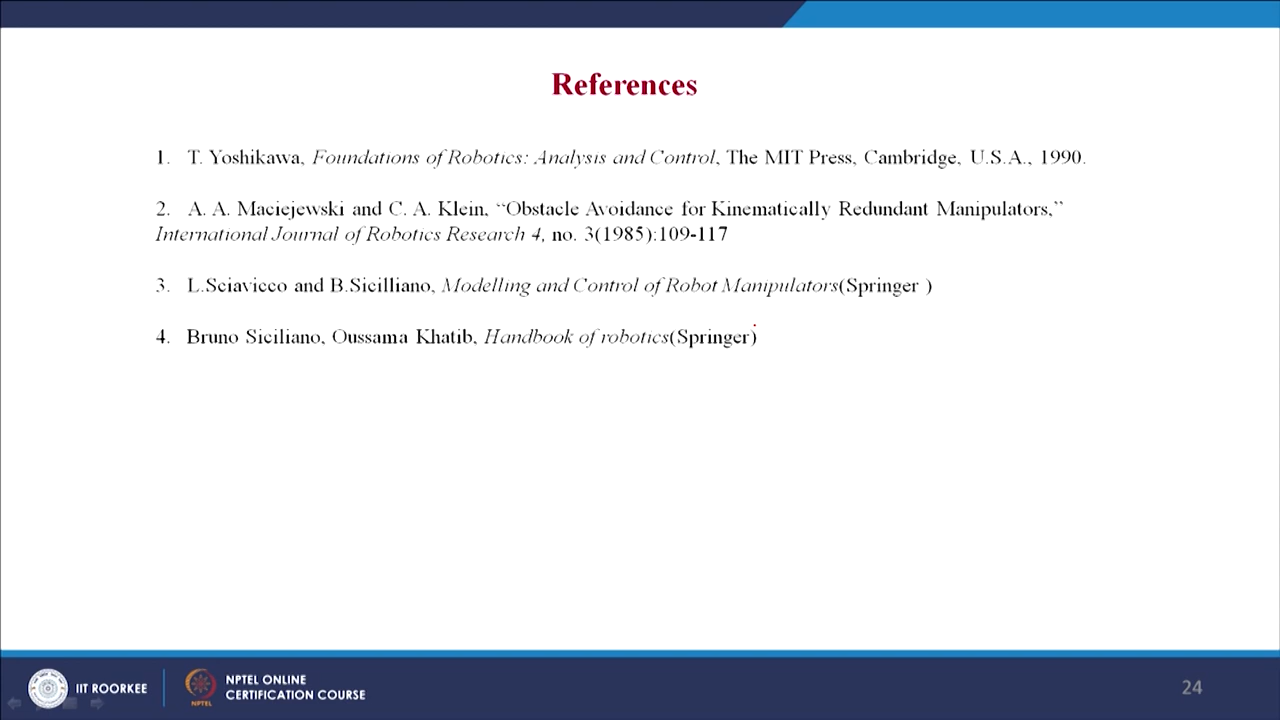 References
1. T. Yoshikawa, Foundations of Robotics: Analysis and Control, The MIT Press, Cambridge, U.S.A., 1990.
2. A. A. Maciejewski and C. A. Klein, “Obstacle Avoidance for Kinematically Redundant Manipulators,”
International Journal of Robotics Research 4, no. 3(1985):109-117
3. L.Sciavicco and B.Sicilliano, Modelling and Control of Robot Manipulators(Springer )
4. Bruno Siciliano, Oussama Khatib, Handbook of robotics(Springer)
IIT ROORKEE
NPTEL
NPTEL ONLINE
CERTIFICATION COURSE
24